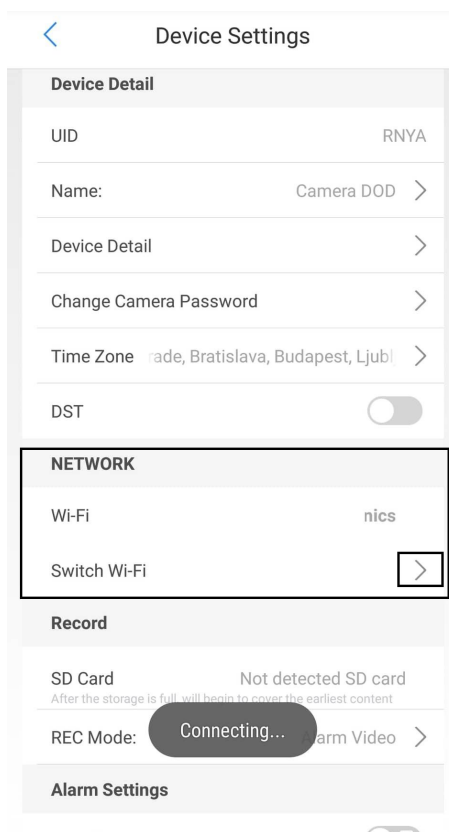 Device Settings
Device Detail
UID RNYA
Name: Camera DOD
Device Detail
Change Camera Password
Time Zone rade, Bratislava, Budapest, Ljubl
DST
NETWORK
Wi-Fi nics
Switch Wi-Fi
Record
SD Card Not detected SD card
After the storage is full, will begin to cover the earliest content
REC Mode: Alarm Video
Connecting...
Alarm Settings